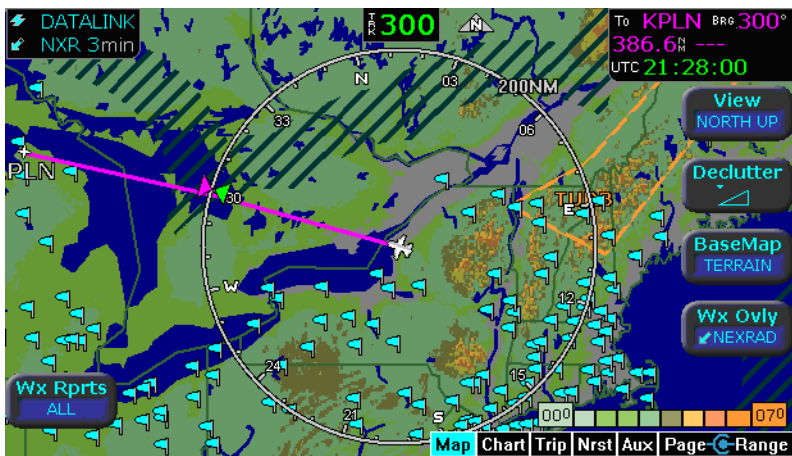 DATALINK
NXR 3min
TRK 300
N
To KPLN BRG 300°
386.6NM ---
UTC 21:28:00
N
03
200NM
33
06
View
NORTH UP
PLN
30
Declutter
TURB
E
BaseMap
TERRAIN
W
12
Wx Ovly
NEXRAD
24
15
Wx Rprts
ALL
21
S
000
070
Map Chart Trip Nrst Aux Page Range